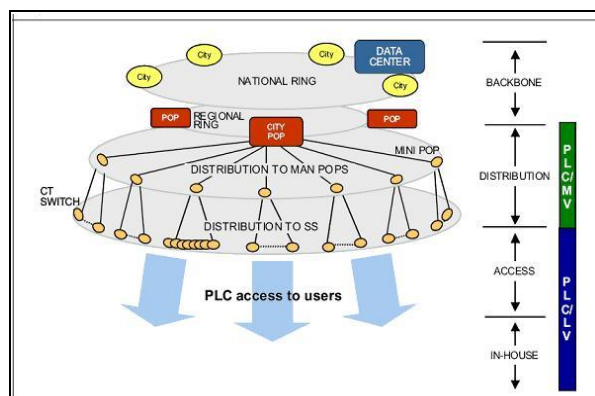 City
City
City
DATA
CENTER
City
City
NATIONAL RING
BACKBONE
POP
REGIONAL
RING
CITY
POP
POP
MINI POP
DISTRIBUTION TO MAN POPS
DISTRIBUTION
PLC/MV
CT
SWITCH
DISTRIBUTION TO SS
ACCESS
PLC access to users
PLC/LV
IN-HOUSE